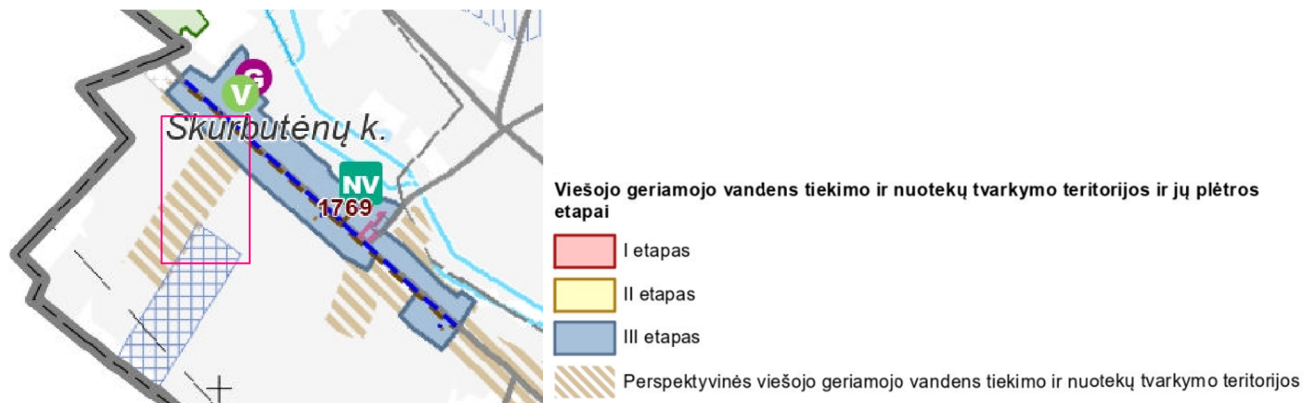 G
V
Skurbutėnų k.
NV
1769
Viešojo geriamojo vandens tiekimo ir nuotekų tvarkymo teritorijos ir jų plėtros
etapai
I etapas
II etapas
III etapas
Perspektyvinės viešojo geriamojo vandens tiekimo ir nuotekų tvarkymo teritorijos